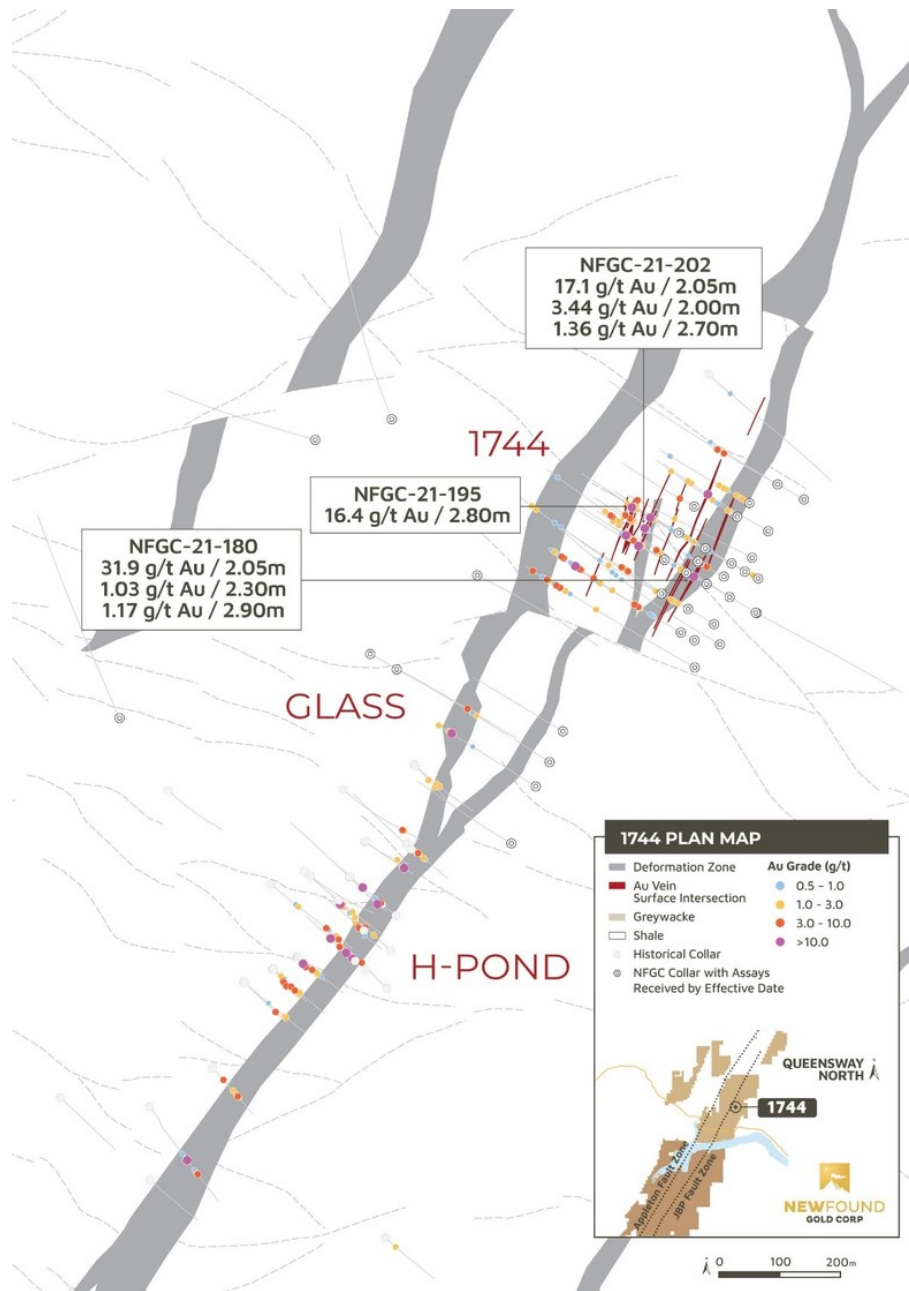 NFGC-21-202
17.1 g/t Au / 2.05m
3.44 g/t Au / 2.00m
1.36 g/t Au / 2.70m
1744
NFGC-21-195
16.4 g/t Au / 2.80m
NFGC-21-180
31.9 g/t Au / 2.05m
1.03 g/t Au / 2.30m
1.17 g/t Au / 2.90m
GLASS
H-POND
1744 PLAN MAP
Deformation Zone
Au Vein
Surface Intersection
Greywacke
Shale
Historical Collar
NFGC Collar with Assays
Received by Effective Date
Au Grade (g/t)
0.5 - 1.0
1.0 - 3.0
3.0 - 10.0
>10.0
QUEENSWAY
NORTH
1744
Appleton Fault Zone
JBP Fault Zone
NEWFOUND
GOLD CORP
0 100 200m